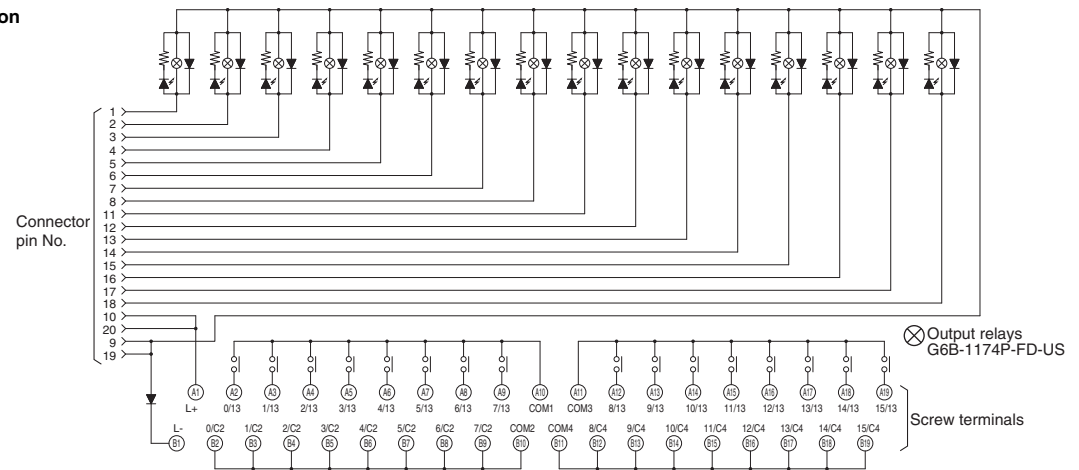 on
1
2
3
4
5
6
7
8
11
12
13
14
15
16
17
18
10
20
9
19
Connector
pin No.
Output relays
G6B-1174P-FD-US
A1 A2 A3 A4 A5 A6 A7 A8 A9 A10 A11 A12 A13 A14 A15 A16 A17 A18 A19
L+ 0/13 1/13 2/13 3/13 4/13 5/13 6/13 7/13 COM1 COM3 8/13 9/13 10/13 11/13 12/13 13/13 14/13 15/13
Screw terminals
L- 0/C2 1/C2 2/C2 3/C2 4/C2 5/C2 6/C2 7/C2 COM2 COM4 8/C4 9/C4 10/C4 11/C4 12/C4 13/C4 14/C4 15/C4
B1 B2 B3 B4 B5 B6 B7 B8 B9 B10 B11 B12 B13 B14 B15 B16 B17 B18 B19